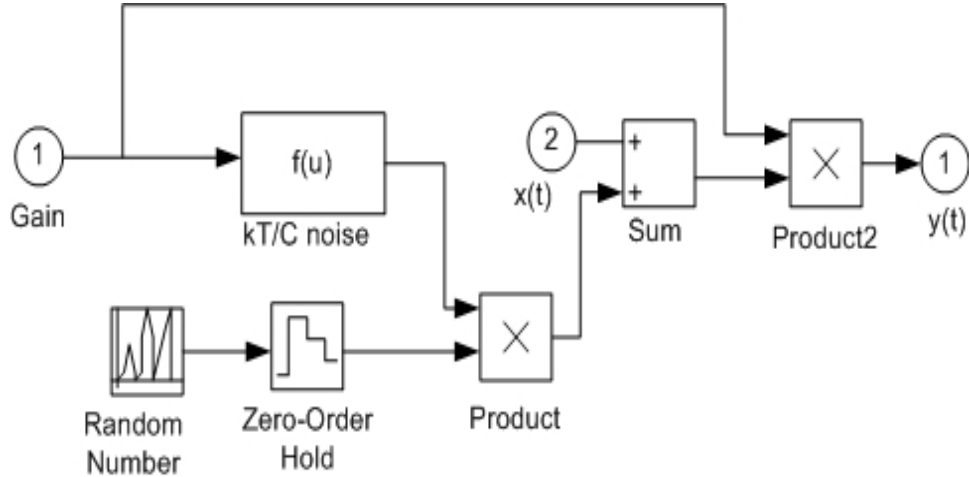 1
Gain
f(u)
kT/C noise
2
x(t)
+
+
Sum
Product2
1
y(t)
Random
Number
Zero-Order
Hold
Product